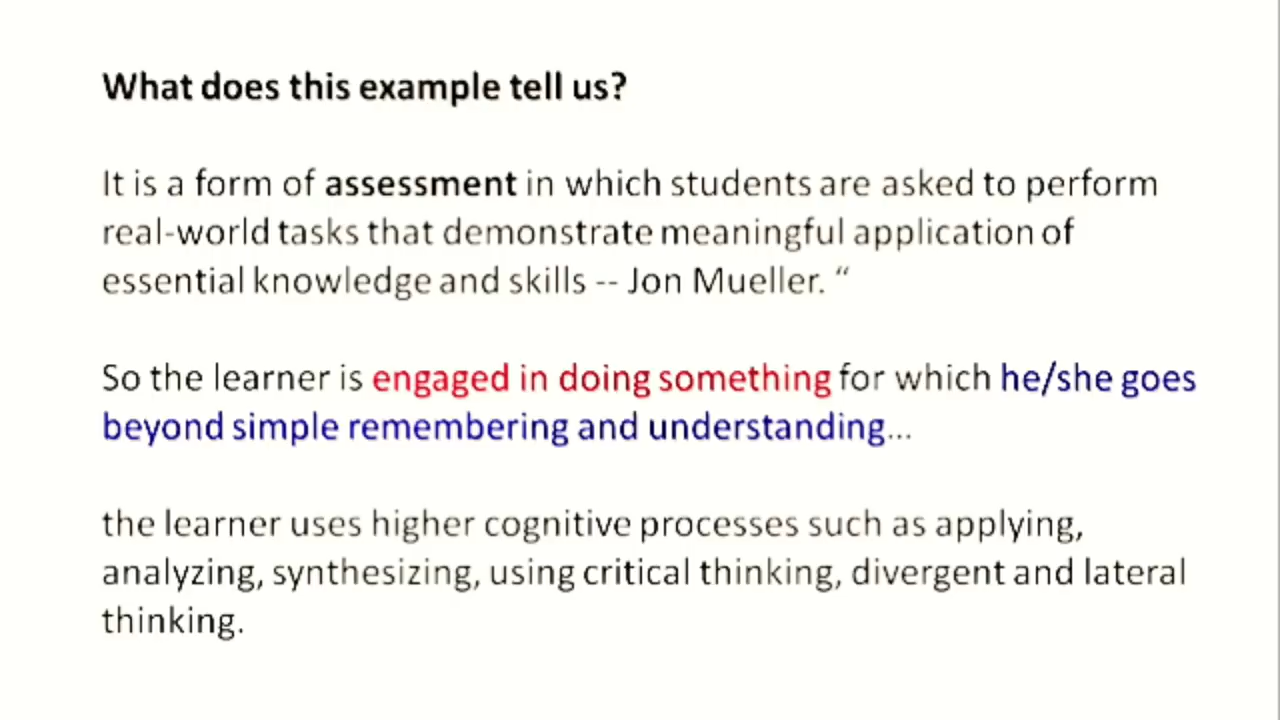 What does this example tell us?
It is a form of assessment in which students are asked to perform
real-world tasks that demonstrate meaningful application of
essential knowledge and skills -- Jon Mueller. “
So the learner is engaged in doing something for which he/she goes
beyond simple remembering and understanding...
the learner uses higher cognitive processes such as applying,
analyzing, synthesizing, using critical thinking, divergent and lateral
thinking.